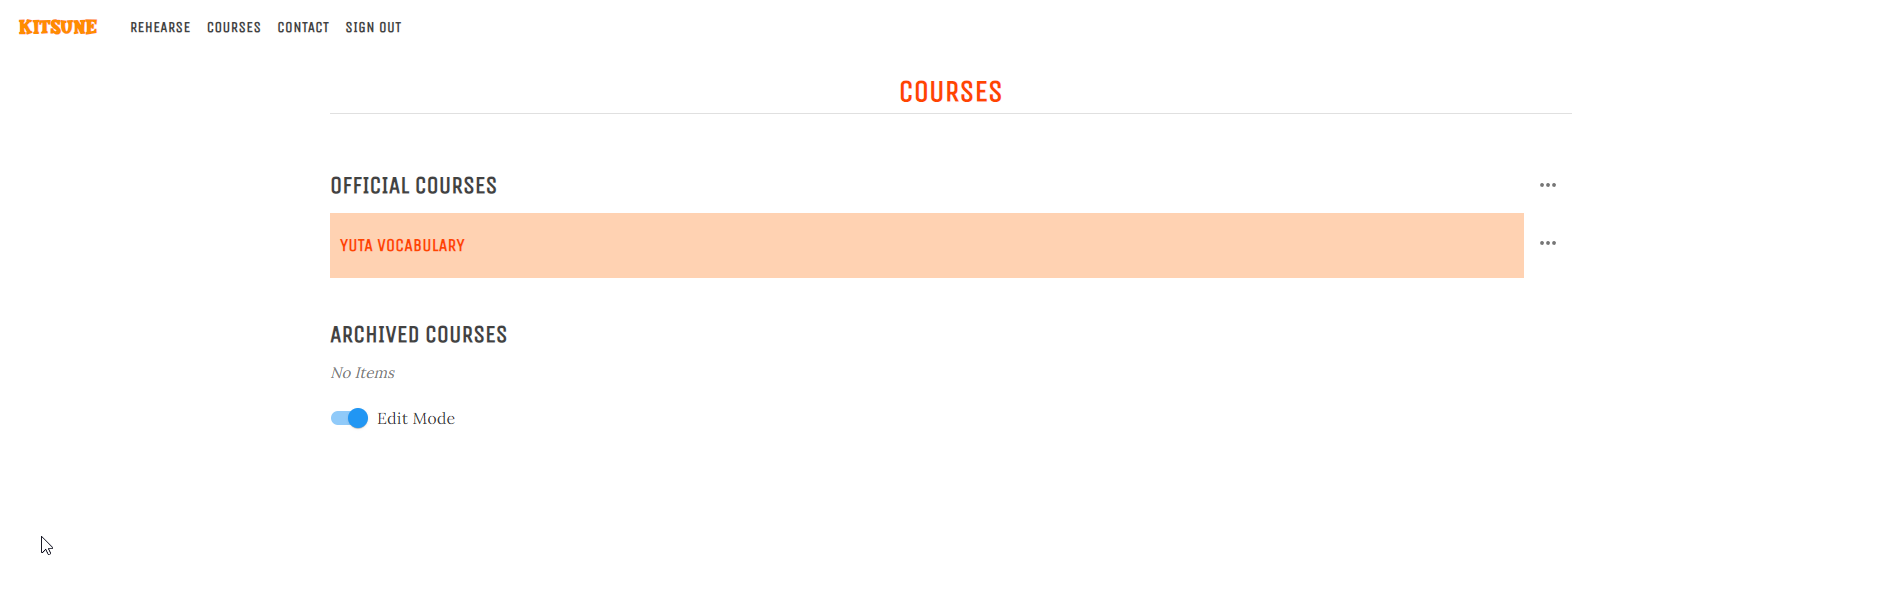 KITSUNE REHEARSE COURSES CONTACT SIGN OUT
COURSES
OFFICIAL COURSES
YUTA VOCABULARY
ARCHIVED COURSES
No Items
Edit Mode